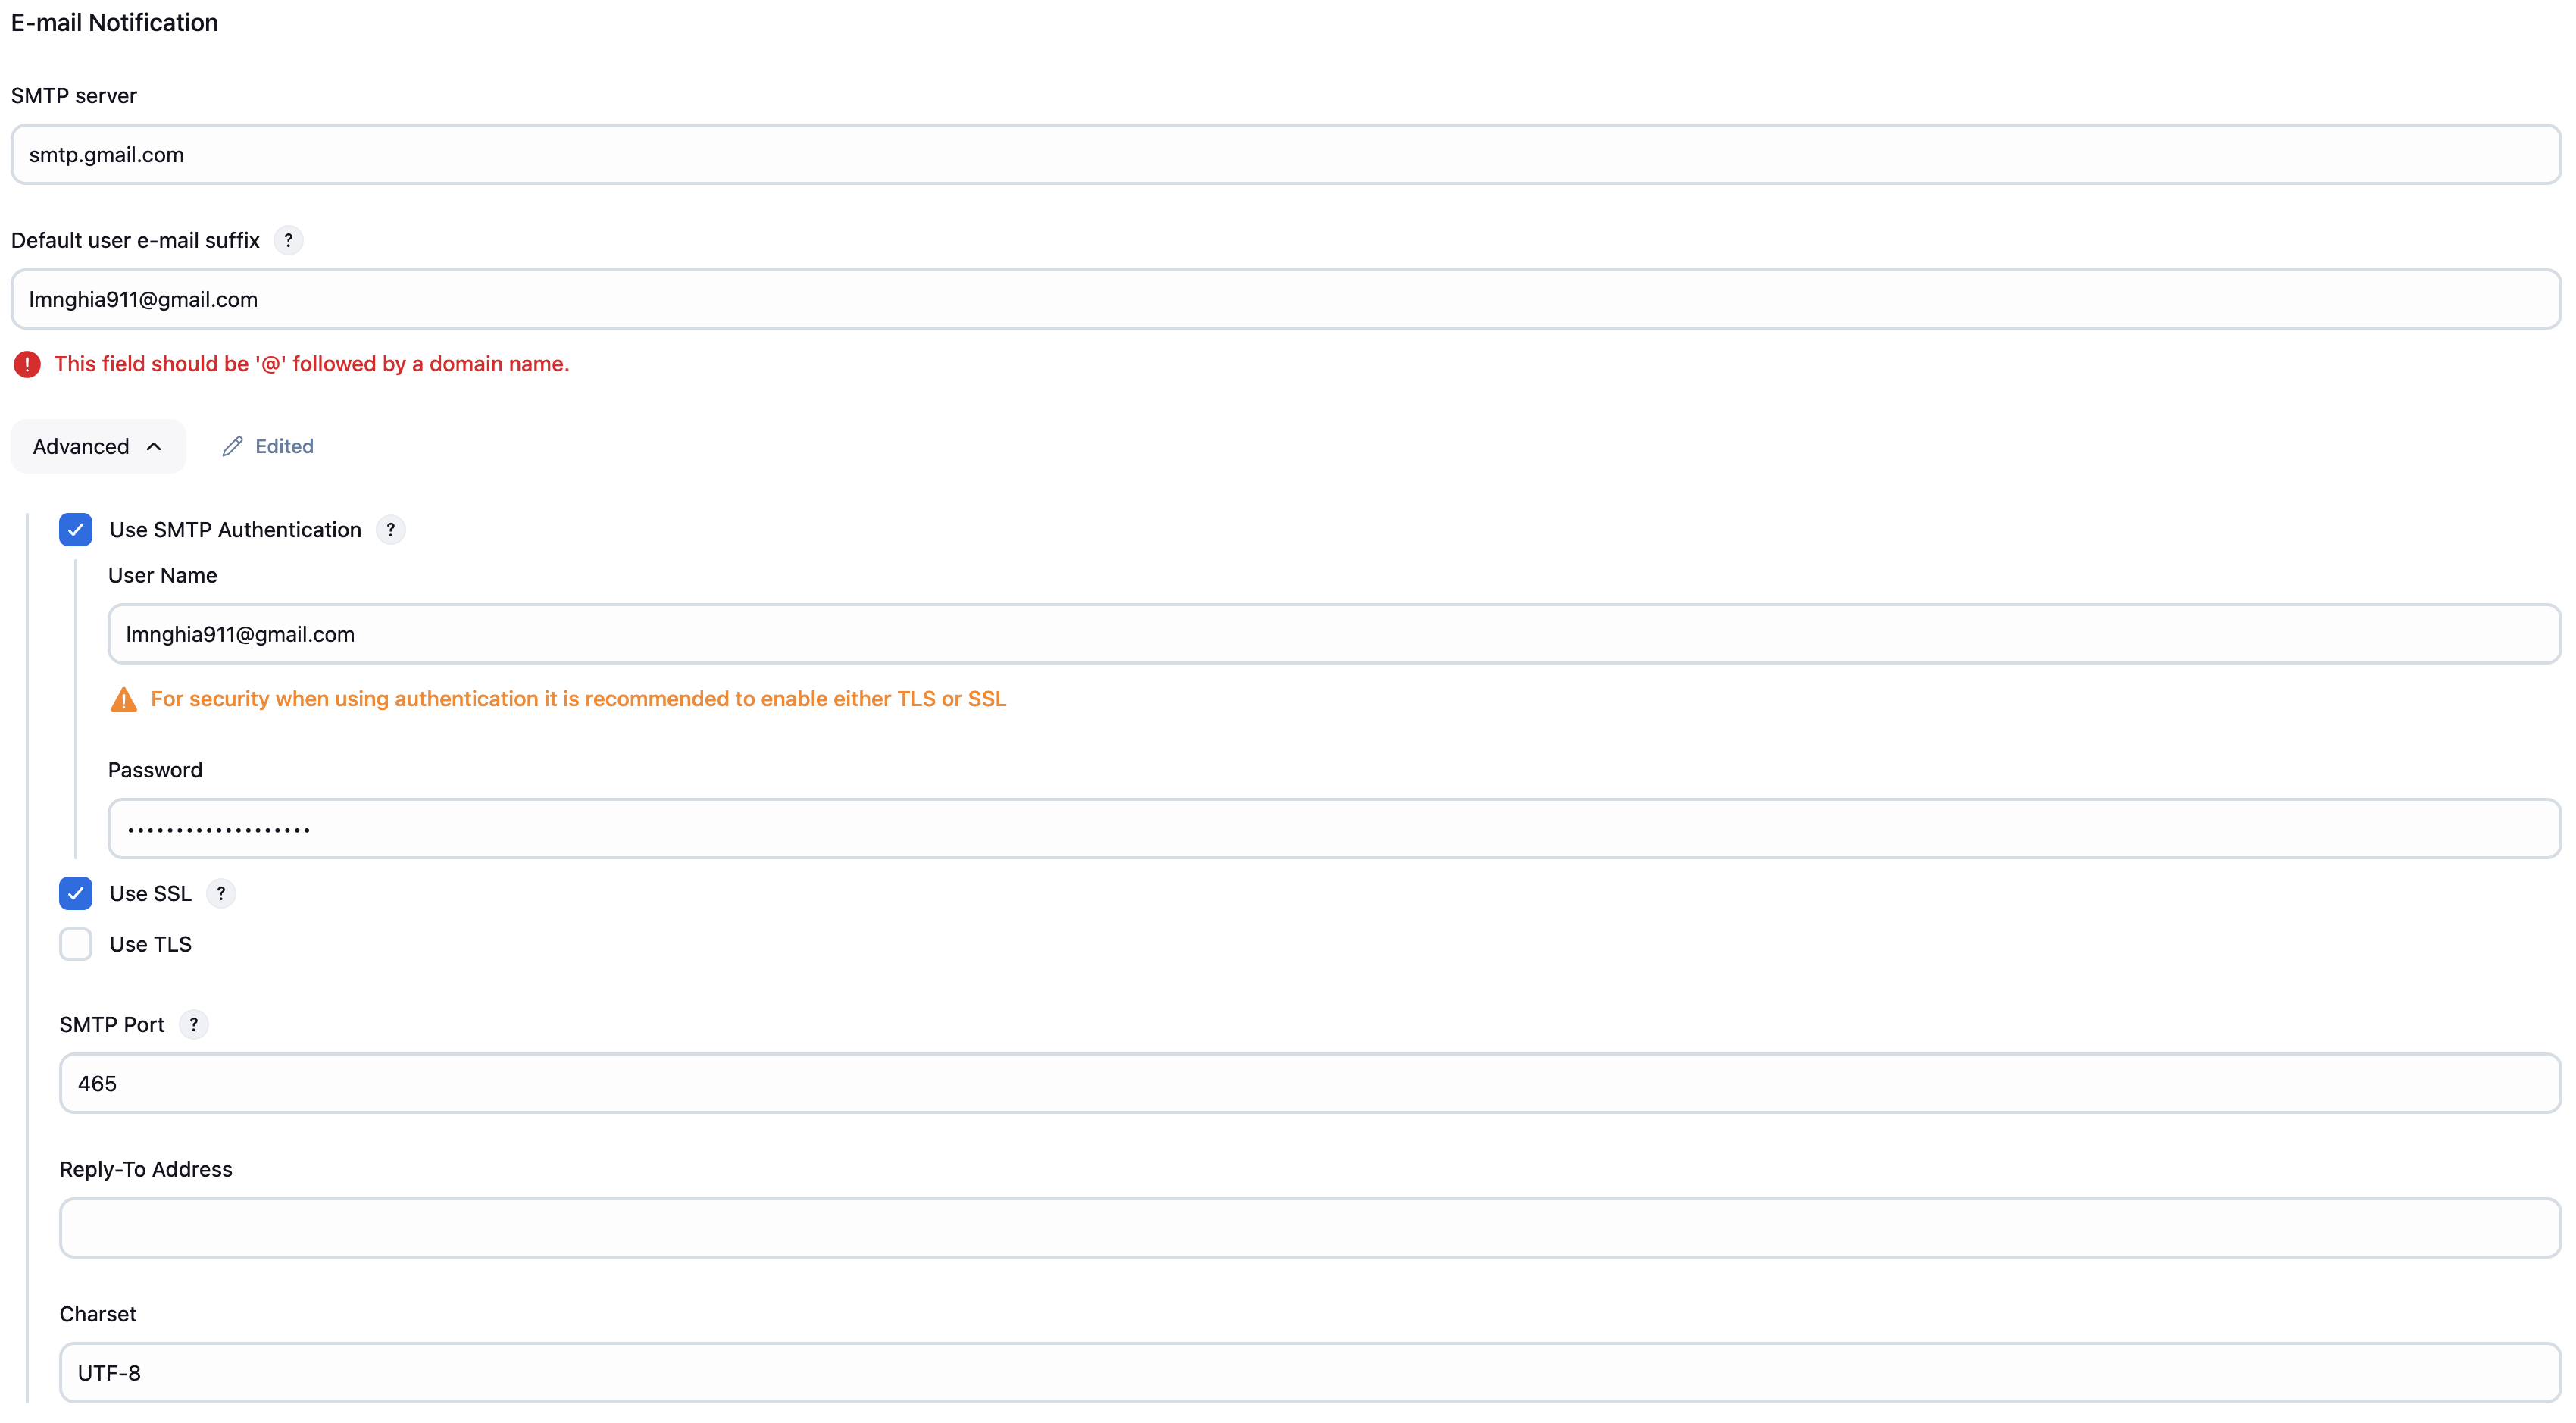 E-mail Notification
SMTP server
smtp.gmail.com
Default user e-mail suffix ?
lmnghia911@gmail.com
This field should be '@' followed by a domain name.
Advanced Edited
Use SMTP Authentication ?
User Name
lmnghia911@gmail.com
For security when using authentication it is recommended to enable either TLS or SSL
Password
•••••••••••••••••••
Use SSL ?
Use TLS
SMTP Port ?
465
Reply-To Address
Charset
UTF-8